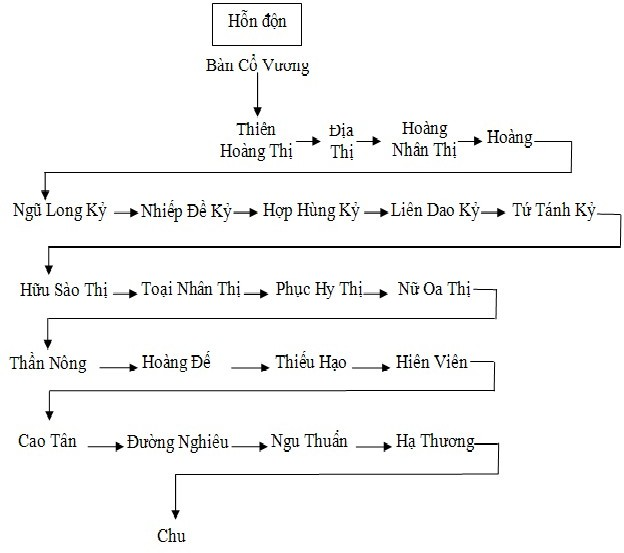 Hỗn độn
Bàn Cổ Vương
Thiên Hoàng Thị
Địa Thị
Hoàng Nhân Thị
Hoàng
Ngũ Long Kỷ
Nhiếp Đề Kỷ
Hợp Hùng Kỷ
Liên Dao Kỷ
Tứ Tánh Kỷ
Hữu Sào Thị
Toại Nhân Thị
Phục Hy Thị
Nữ Oa Thị
Thần Nông
Hoàng Đế
Thiếu Hạo
Hiên Viên
Cao Tân
Đường Nghiêu
Ngu Thuấn
Hạ Thương
Chu